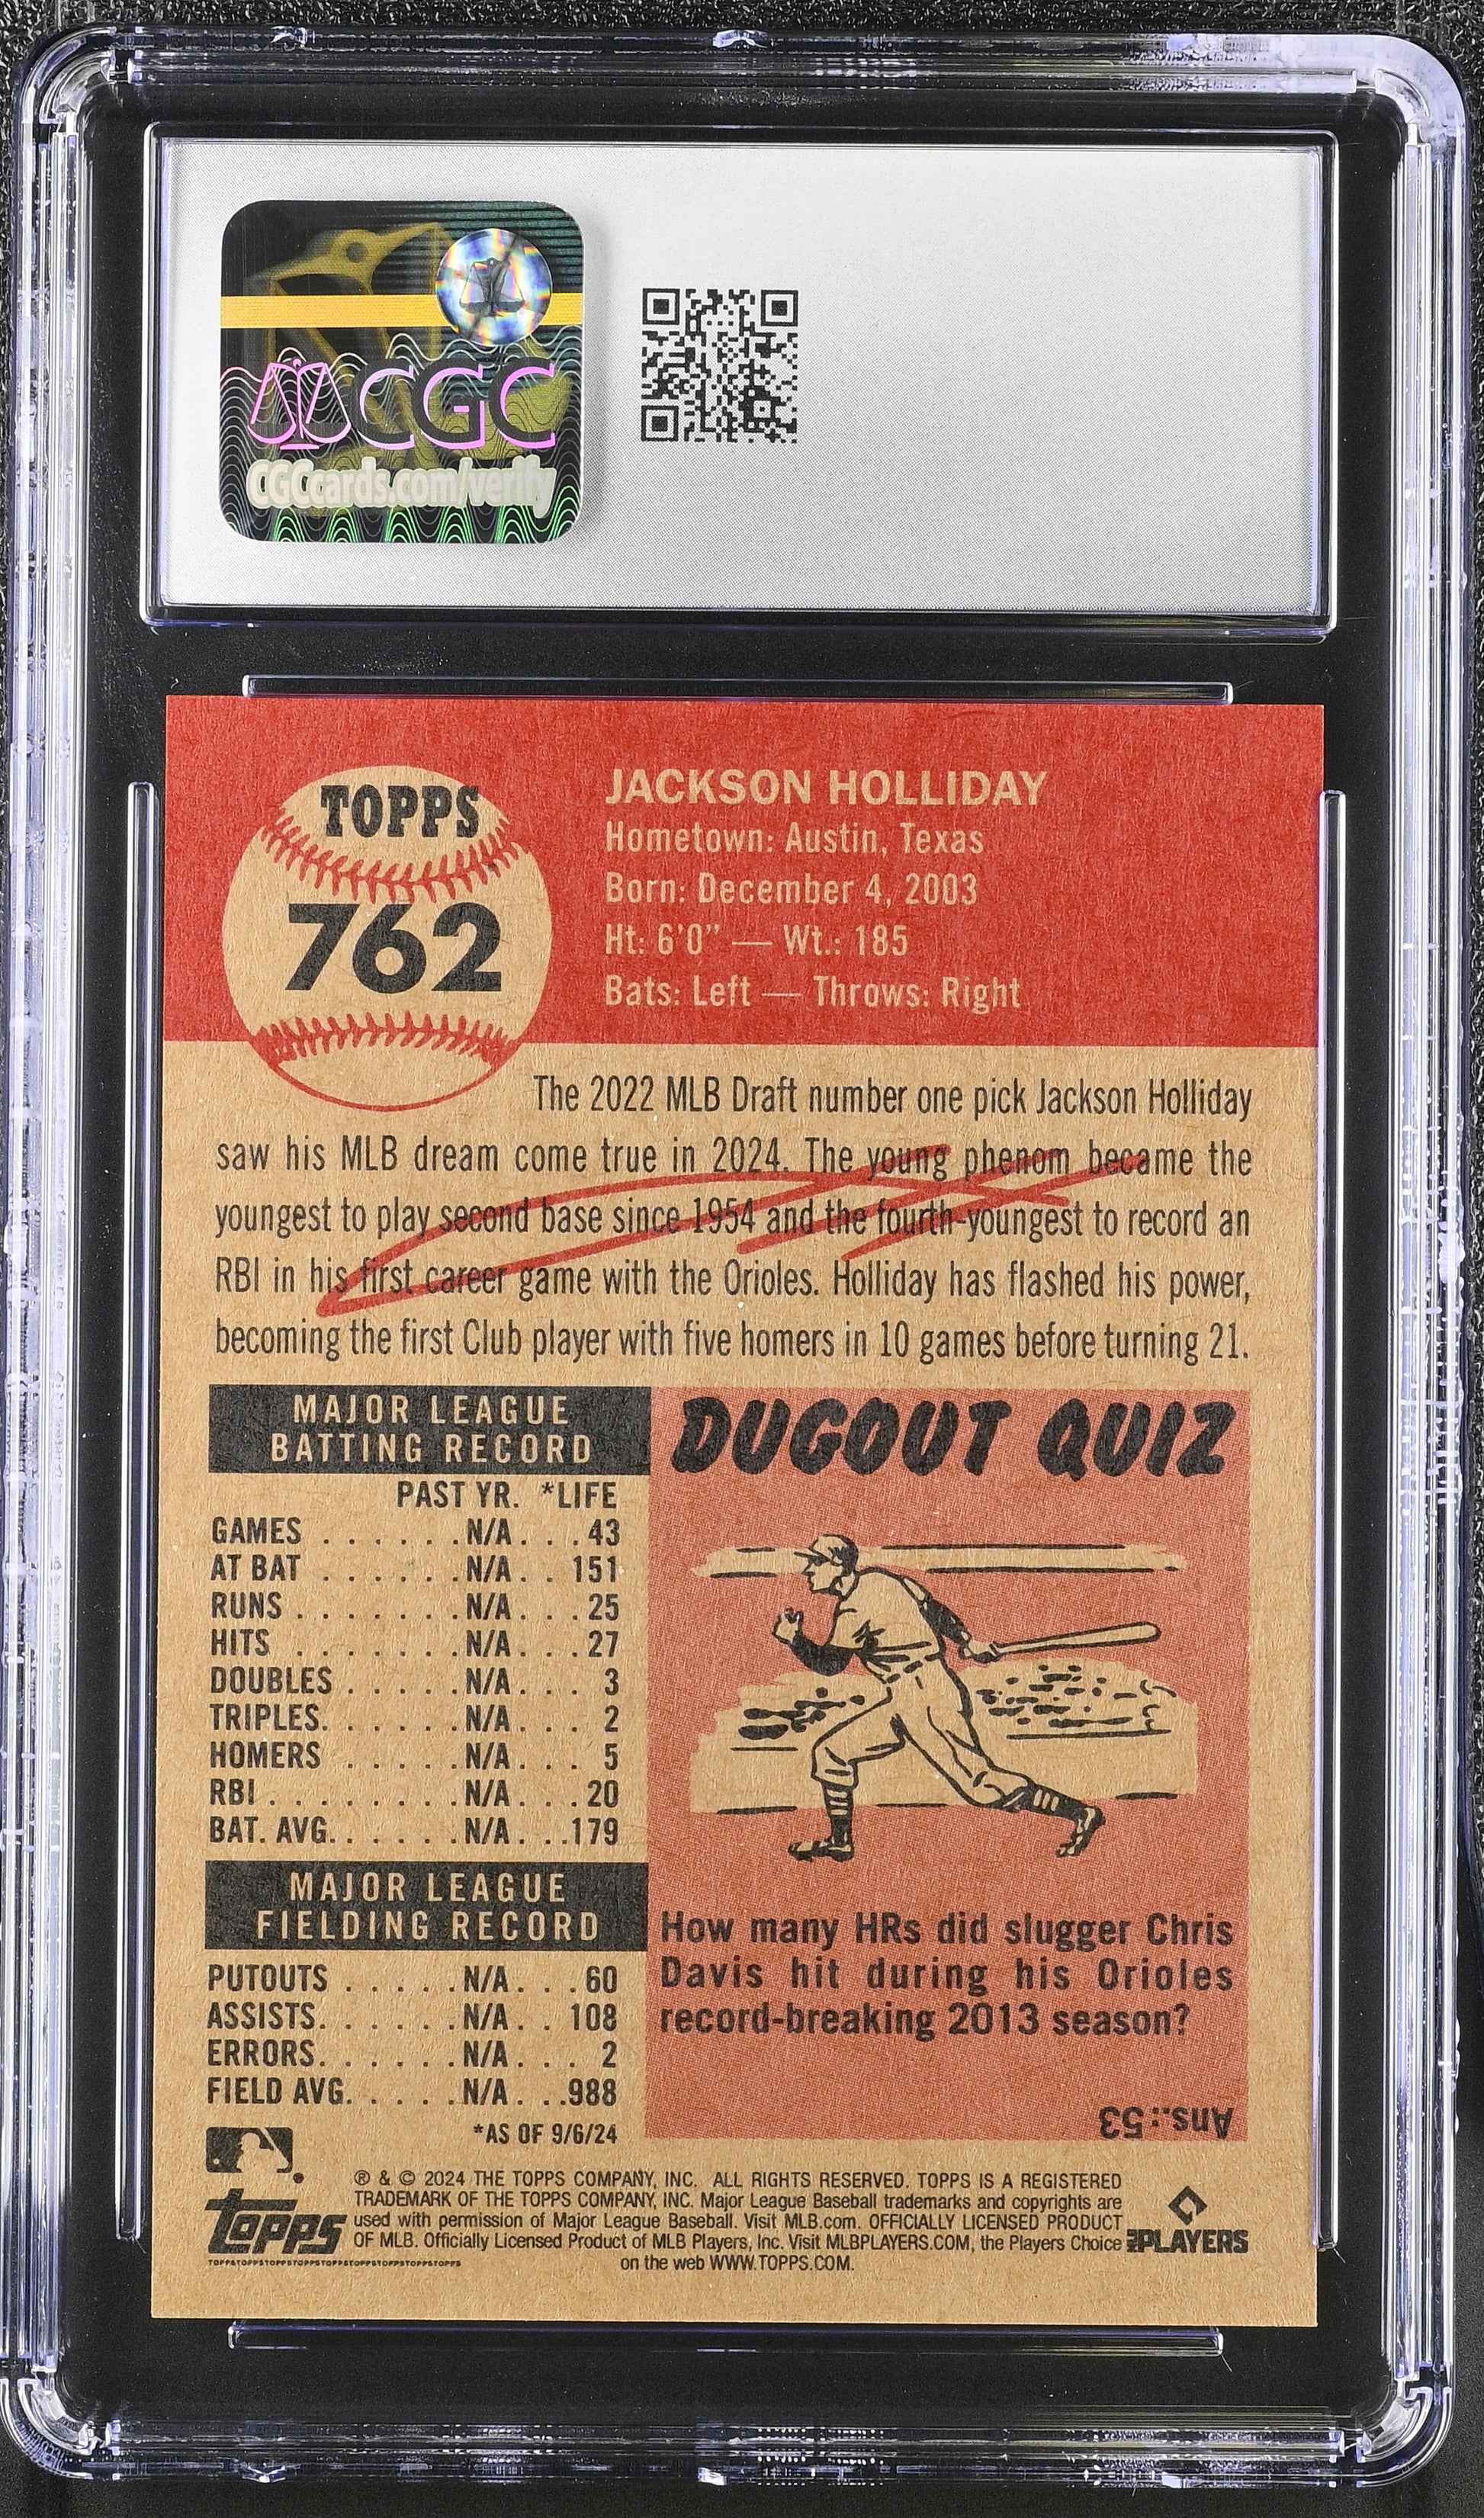 CGC
CGCcards.com/verify
TOPPS
762
JACKSON HOLLIDAY
Hometown: Austin, Texas
Born: December 4, 2003
Ht: 6'0" — Wt.: 185
Bats: Left — Throws: Right
The 2022 MLB Draft number one pick Jackson Holliday
saw his MLB dream come true in 2024. The young phenom became the
youngest to play second base since 1954 and the fourth-youngest to record an
RBI in his first career game with the Orioles. Holliday has flashed his power,
becoming the first Club player with five homers in 10 games before turning 21.
MAJOR LEAGUE
BATTING RECORD
PAST YR. *LIFE
GAMES . . . . . . .N/A. . . .43
AT BAT . . . . . . .N/A. . . 151
RUNS . . . . . . . .N/A. . . .25
HITS . . . . . . . .N/A. . . .27
DOUBLES . . . . . .N/A. . . . 3
TRIPLES. . . . . . .N/A. . . . 2
HOMERS . . . . . .N/A. . . . 5
RBI . . . . . . . . .N/A. . . .20
BAT. AVG. . . . . . .N/A. . . .179
MAJOR LEAGUE
FIELDING RECORD
PUTOUTS . . . . . .N/A. . . .60
ASSISTS. . . . . . .N/A. . . 108
ERRORS. . . . . . .N/A. . . . 2
FIELD AVG. . . . . .N/A. . . .988
*AS OF 9/6/24
DUGOUT QUIZ
How many HRs did slugger Chris
Davis hit during his Orioles
record-breaking 2013 season?
Ans.: 53
® & © 2024 THE TOPPS COMPANY, INC. ALL RIGHTS RESERVED. TOPPS IS A REGISTERED
TRADEMARK OF THE TOPPS COMPANY, INC. Major League Baseball trademarks and copyrights are
used with permission of Major League Baseball. Visit MLB.com. OFFICIALLY LICENSED PRODUCT
OF MLB. Officially Licensed Product of MLB Players, Inc. Visit MLBPLAYERS.COM, the Players Choice
on the web WWW.TOPPS.COM.
topps
TOPPSTOPPSTOPPSTOPPSTOPPSTOPPSTOPPSTOPPS
MLBPLAYERS